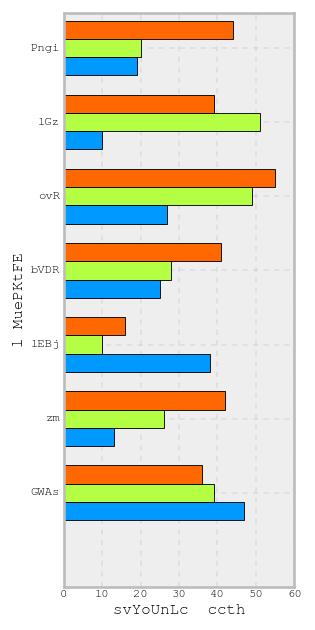 Pngi
lGz
ovR
bVDR
lEBj
zm
GWAs
l MuePKtFE
0 10 20 30 40 50 60
svYoUnLc ccth